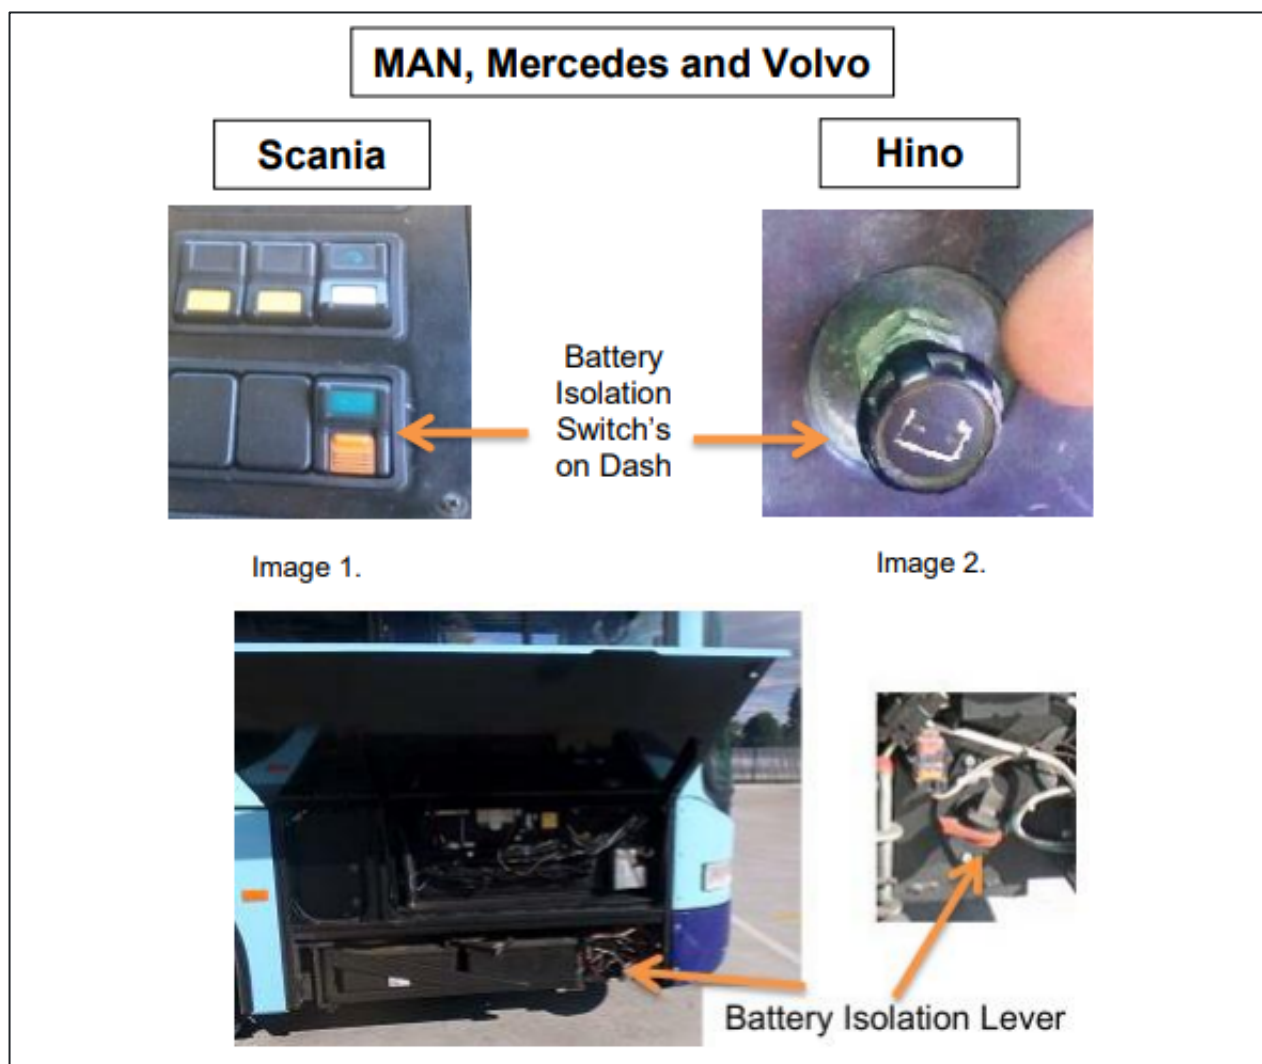 MAN, Mercedes and Volvo
Scania
Hino
Battery
Isolation
Switch's
on Dash
Image 1.
Image 2.
Battery Isolation Lever